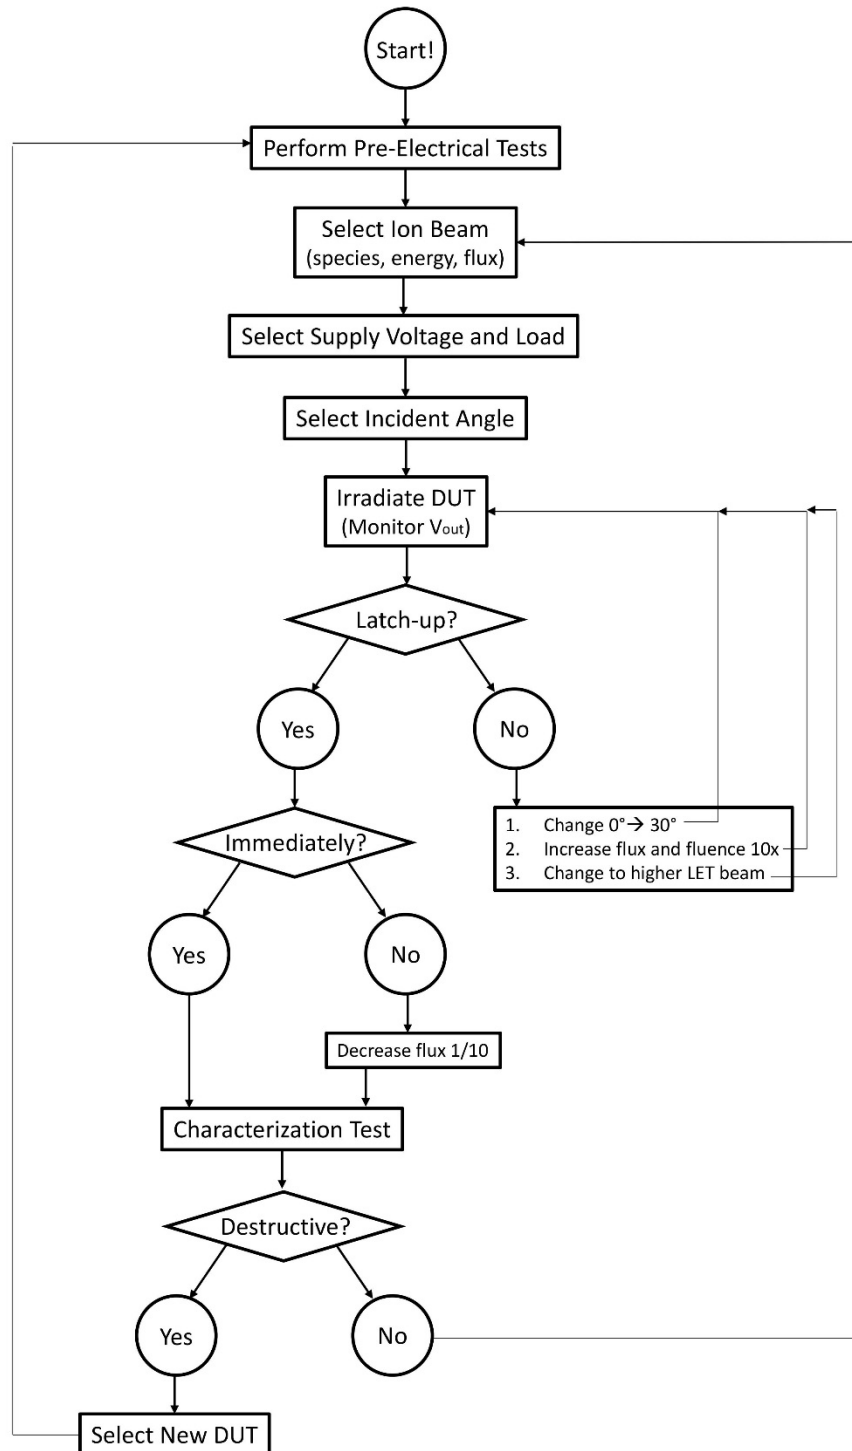 Start!
Perform Pre-Electrical Tests
Select Ion Beam
(species, energy, flux)
Select Supply Voltage and Load
Select Incident Angle
Irradiate DUT
(Monitor Vout)
Latch-up?
Yes
No
1. Change 0°→ 30°
2. Increase flux and fluence 10x
3. Change to higher LET beam
Immediately?
Yes
No
Decrease flux 1/10
Characterization Test
Destructive?
Yes
No
Select New DUT